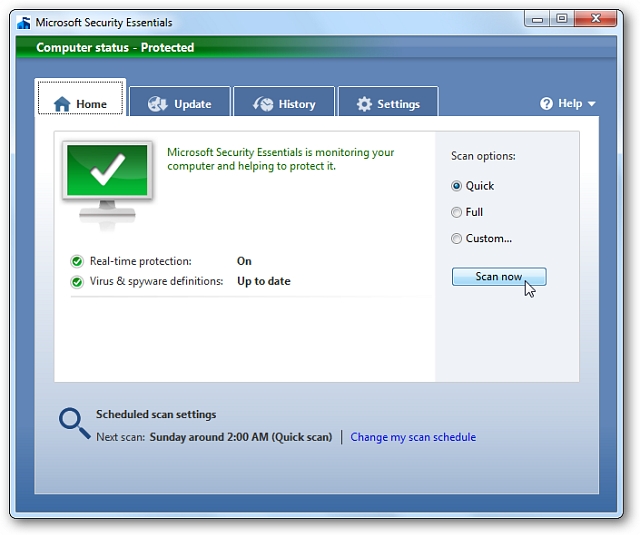 Microsoft Security Essentials
Computer status - Protected
Home
Update
History
Settings
Help
Microsoft Security Essentials is monitoring your
computer and helping to protect it.
Real-time protection: On
Virus & spyware definitions: Up to date
Scan options:
Quick
Full
Custom...
Scan now
Scheduled scan settings
Next scan: Sunday around 2:00 AM (Quick scan) | Change my scan schedule